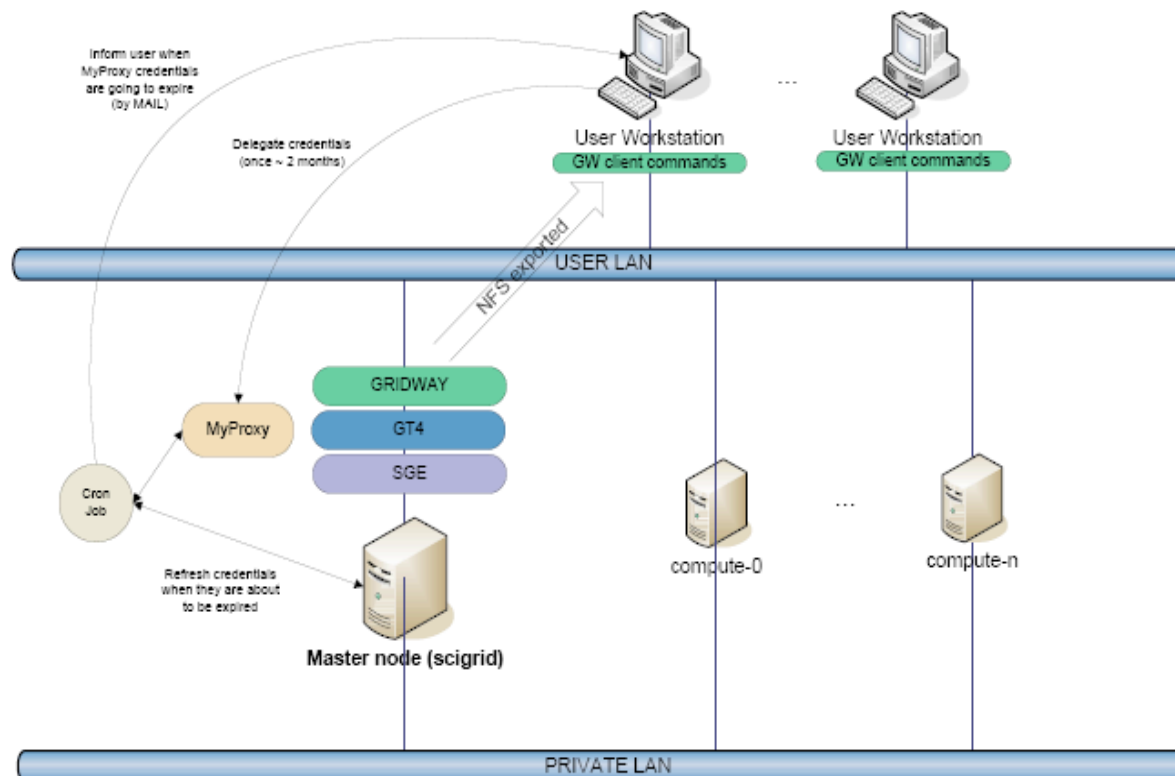 Inform user when
MyProxy credentials
are going to expire
(by MAIL)
...
User Workstation
User Workstation
GW client commands
GW client commands
Delegate credentials
(once ~ 2 months)
NFS exported
USER LAN
GRIDWAY
MyProxy
GT4
SGE
Cron
Job
...
compute-0
compute-n
Refresh credentials
when they are about
to be expired
Master node (scigrid)
PRIVATE LAN